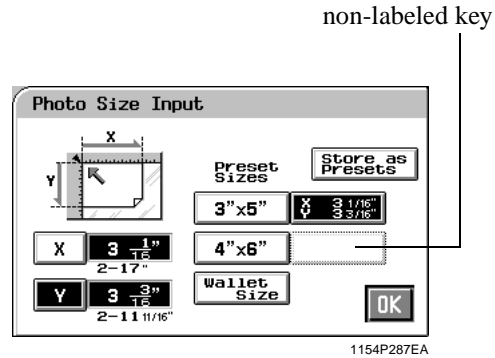 non-labeled key
Photo Size Input
X
Y
Preset
Sizes
Store as
Presets
3”x5”
X 3 1/16"
Y 3 3/16"
X 3 1/16”
2–17"
4”x6”
Y 3 3/16”
2–11 11/16"
Wallet
Size
OK
1154P287EA